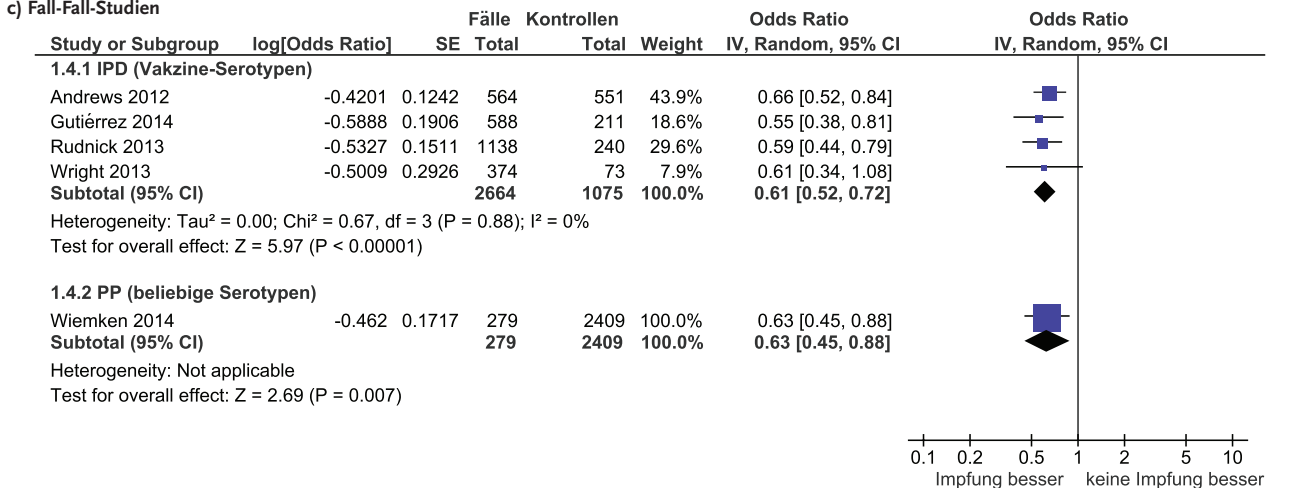 c) Fall-Fall-Studien
Fälle Kontrollen Odds Ratio Odds Ratio
Study or Subgroup log[Odds Ratio] SE Total Total Weight IV, Random, 95% CI IV, Random, 95% CI
1.4.1 IPD (Vakzine-Serotypen)
Andrews 2012 -0.4201 0.1242 564 551 43.9% 0.66 [0.52, 0.84]
Gutiérrez 2014 -0.5888 0.1906 588 211 18.6% 0.55 [0.38, 0.81]
Rudnick 2013 -0.5327 0.1511 1138 240 29.6% 0.59 [0.44, 0.79]
Wright 2013 -0.5009 0.2926 374 73 7.9% 0.61 [0.34, 1.08]
Subtotal (95% CI) 2664 1075 100.0% 0.61 [0.52, 0.72]
Heterogeneity: Tau² = 0.00; Chi² = 0.67, df = 3 (P = 0.88); I² = 0%
Test for overall effect: Z = 5.97 (P < 0.00001)
1.4.2 PP (beliebige Serotypen)
Wiemken 2014 -0.462 0.1717 279 2409 100.0% 0.63 [0.45, 0.88]
Subtotal (95% CI) 279 2409 100.0% 0.63 [0.45, 0.88]
Heterogeneity: Not applicable
Test for overall effect: Z = 2.69 (P = 0.007)
0.1 0.2 0.5 1 2 5 10
Impfung besser keine Impfung besser